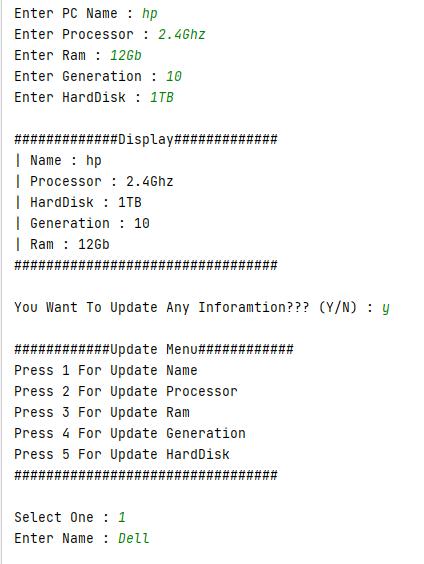 Enter PC Name : hp
Enter Processor : 2.4Ghz
Enter Ram : 12Gb
Enter Generation : 10
Enter HardDisk : 1TB
#############Display#############
| Name : hp
| Processor : 2.4Ghz
| HardDisk : 1TB
| Generation : 10
| Ram : 12Gb
#################################
You Want To Update Any Inforamtion??? (Y/N) : y
############Update Menu############
Press 1 For Update Name
Press 2 For Update Processor
Press 3 For Update Ram
Press 4 For Update Generation
Press 5 For Update HardDisk
#################################
Select One : 1
Enter Name : Dell